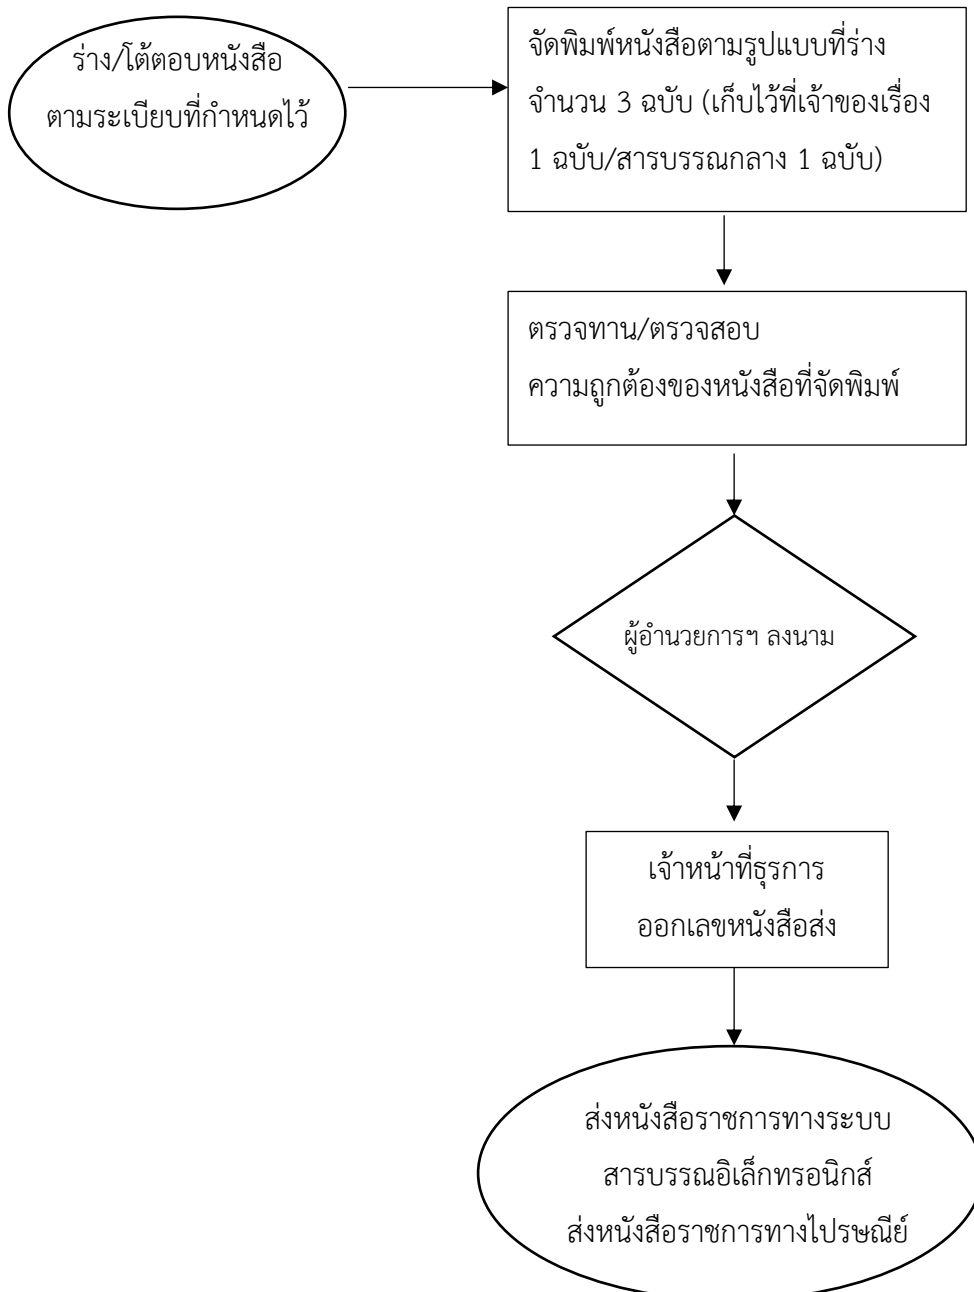 ร่าง/โต้ตอบหนังสือ
ตามระเบียบที่กำหนดไว้
จัดพิมพ์หนังสือตามรูปแบบที่ร่าง
จำนวน 3 ฉบับ (เก็บไว้ที่เจ้าของเรื่อง
1 ฉบับ/สารบรรณกลาง 1 ฉบับ)
ตรวจทาน/ตรวจสอบ
ความถูกต้องของหนังสือที่จัดพิมพ์
ผู้อำนวยการฯ ลงนาม
เจ้าหน้าที่ธุรการ
ออกเลขหนังสือส่ง
ส่งหนังสือราชการทางระบบ
สารบรรณอิเล็กทรอนิกส์
ส่งหนังสือราชการทางไปรษณีย์